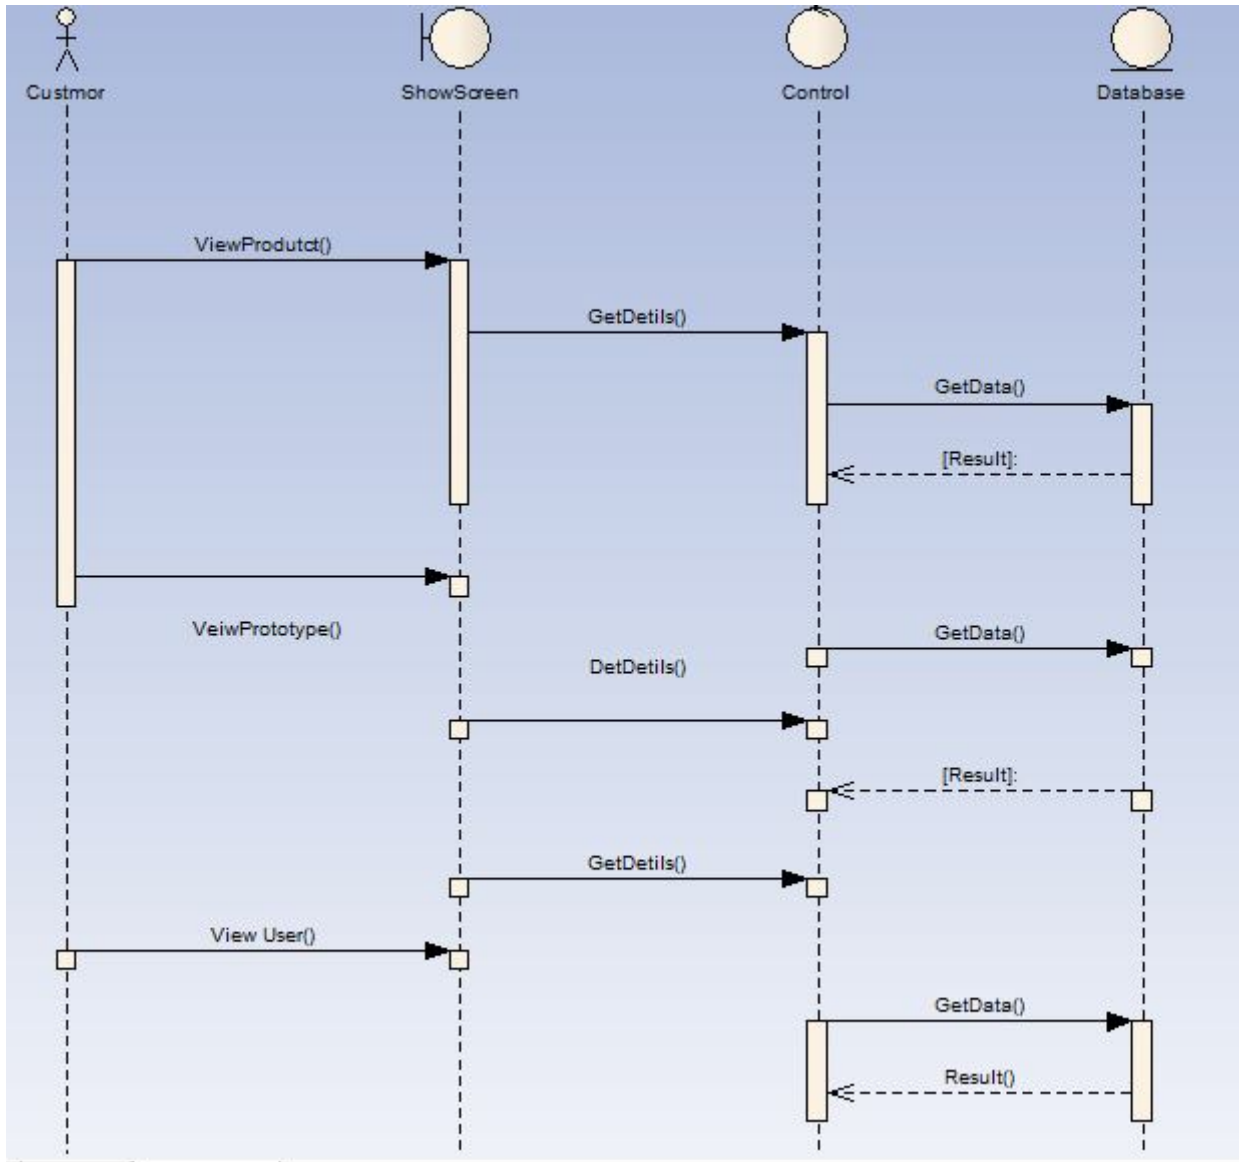 Custmor
ShowScreen
Control
Database
ViewProdutct()
GetDetils()
GetData()
[Result]:
VeiwPrototype()
GetData()
DetDetils()
[Result]:
GetDetils()
View User()
GetData()
Result()